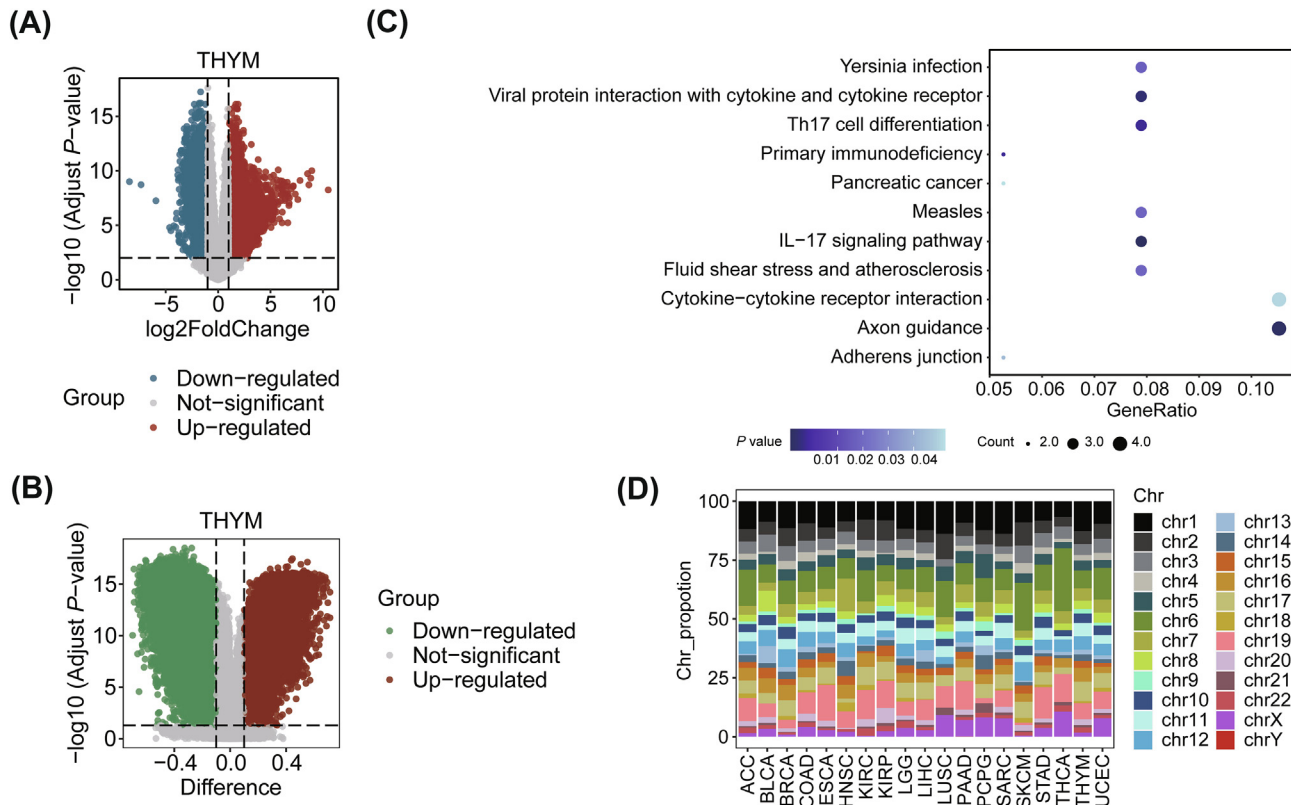 (A)
THYM
−log10 (Adjust P−value)
15
10
5
0
−5
0
5
10
log2FoldChange
Group
Down−regulated
Not−significant
Up−regulated
(B)
THYM
−log10 (Adjust P−value)
15
10
5
0
−0.4
0.0
0.4
Difference
Group
Down−regulated
Not−significant
Up−regulated
(C)
Yersinia infection
Viral protein interaction with cytokine and cytokine receptor
Th17 cell differentiation
Primary immunodeficiency
Pancreatic cancer
Measles
IL−17 signaling pathway
Fluid shear stress and atherosclerosis
Cytokine−cytokine receptor interaction
Axon guidance
Adherens junction
0.05
0.06
0.07
0.08
0.09
0.10
GeneRatio
P value
0.01
0.02
0.03
0.04
Count
2.0
3.0
4.0
(D)
Chr_propotion
100
75
50
25
0
ACC
BLCA
BRCA
COAD
ESCA
HNSC
KIRC
KIRP
LGG
LIHC
LUSC
PAAD
PCPG
SARC
SKCM
STAD
THCA
THYM
UCEC
Chr
chr1
chr2
chr3
chr4
chr5
chr6
chr7
chr8
chr9
chr10
chr11
chr12
chr13
chr14
chr15
chr16
chr17
chr18
chr19
chr20
chr21
chr22
chrX
chrY